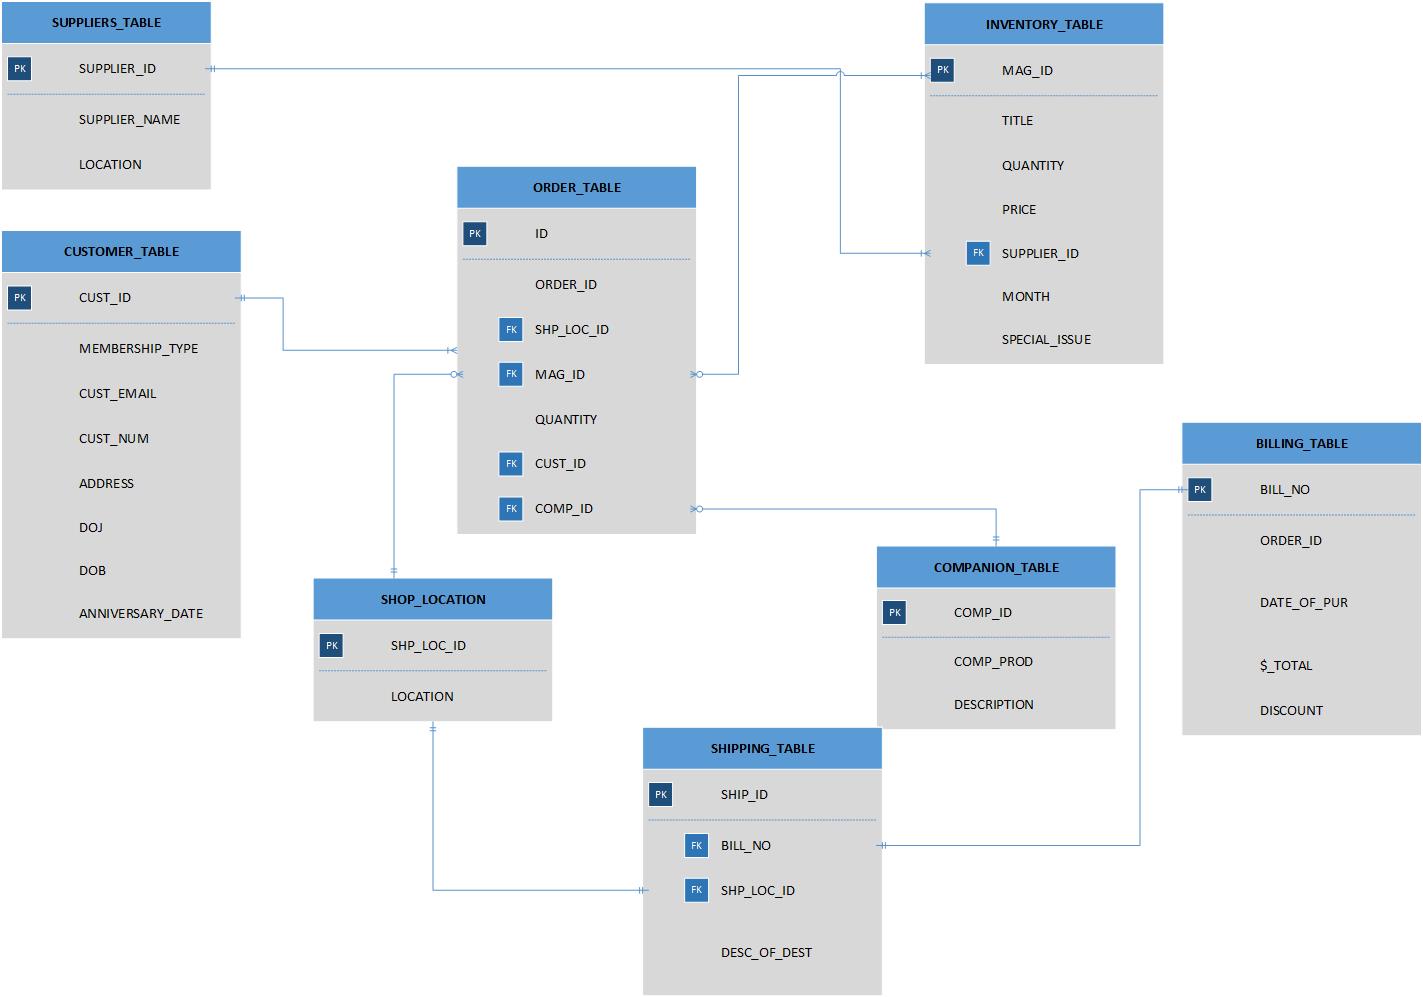 SUPPLIERS_TABLE
PK SUPPLIER_ID
SUPPLIER_NAME
LOCATION
CUSTOMER_TABLE
PK CUST_ID
MEMBERSHIP_TYPE
CUST_EMAIL
CUST_NUM
ADDRESS
DOJ
DOB
ANNIVERSARY_DATE
ORDER_TABLE
PK ID
ORDER_ID
FK SHP_LOC_ID
FK MAG_ID
QUANTITY
FK CUST_ID
FK COMP_ID
INVENTORY_TABLE
PK MAG_ID
TITLE
QUANTITY
PRICE
FK SUPPLIER_ID
MONTH
SPECIAL_ISSUE
SHOP_LOCATION
PK SHP_LOC_ID
LOCATION
COMPANION_TABLE
PK COMP_ID
COMP_PROD
DESCRIPTION
BILLING_TABLE
PK BILL_NO
ORDER_ID
DATE_OF_PUR
$_TOTAL
DISCOUNT
SHIPPING_TABLE
PK SHIP_ID
FK BILL_NO
FK SHP_LOC_ID
DESC_OF_DEST